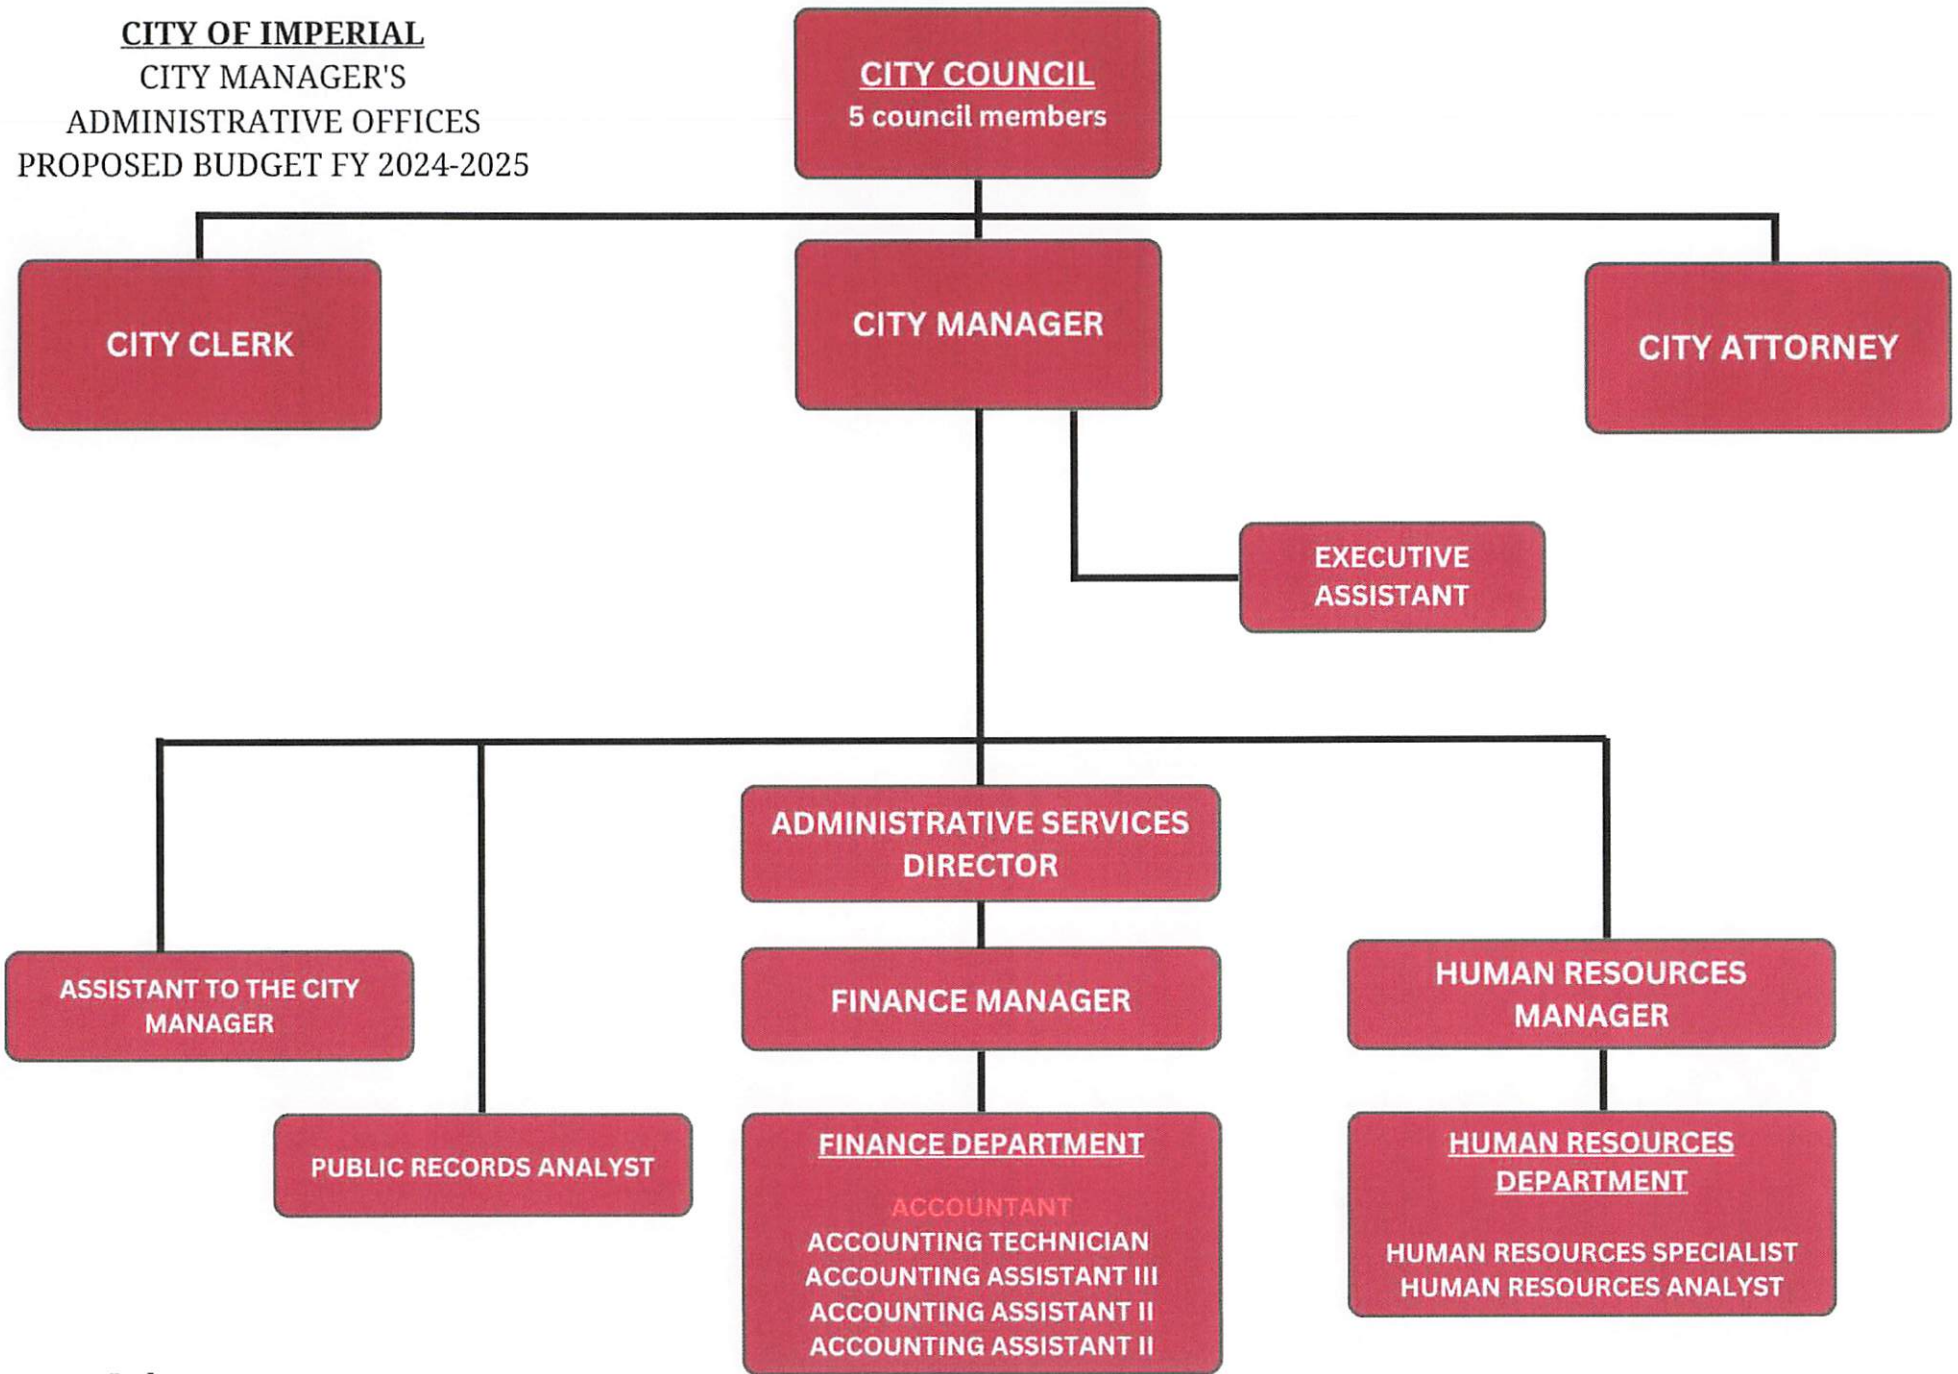 CITY OF IMPERIAL
CITY MANAGER'S
ADMINISTRATIVE OFFICES
PROPOSED BUDGET FY 2024-2025
CITY COUNCIL
5 council members
CITY CLERK
CITY MANAGER
CITY ATTORNEY
EXECUTIVE
ASSISTANT
ADMINISTRATIVE SERVICES
DIRECTOR
ASSISTANT TO THE CITY
MANAGER
FINANCE MANAGER
HUMAN RESOURCES
MANAGER
PUBLIC RECORDS ANALYST
FINANCE DEPARTMENT
ACCOUNTANT
ACCOUNTING TECHNICIAN
ACCOUNTING ASSISTANT III
ACCOUNTING ASSISTANT II
ACCOUNTING ASSISTANT II
HUMAN RESOURCES
DEPARTMENT
HUMAN RESOURCES SPECIALIST
HUMAN RESOURCES ANALYST